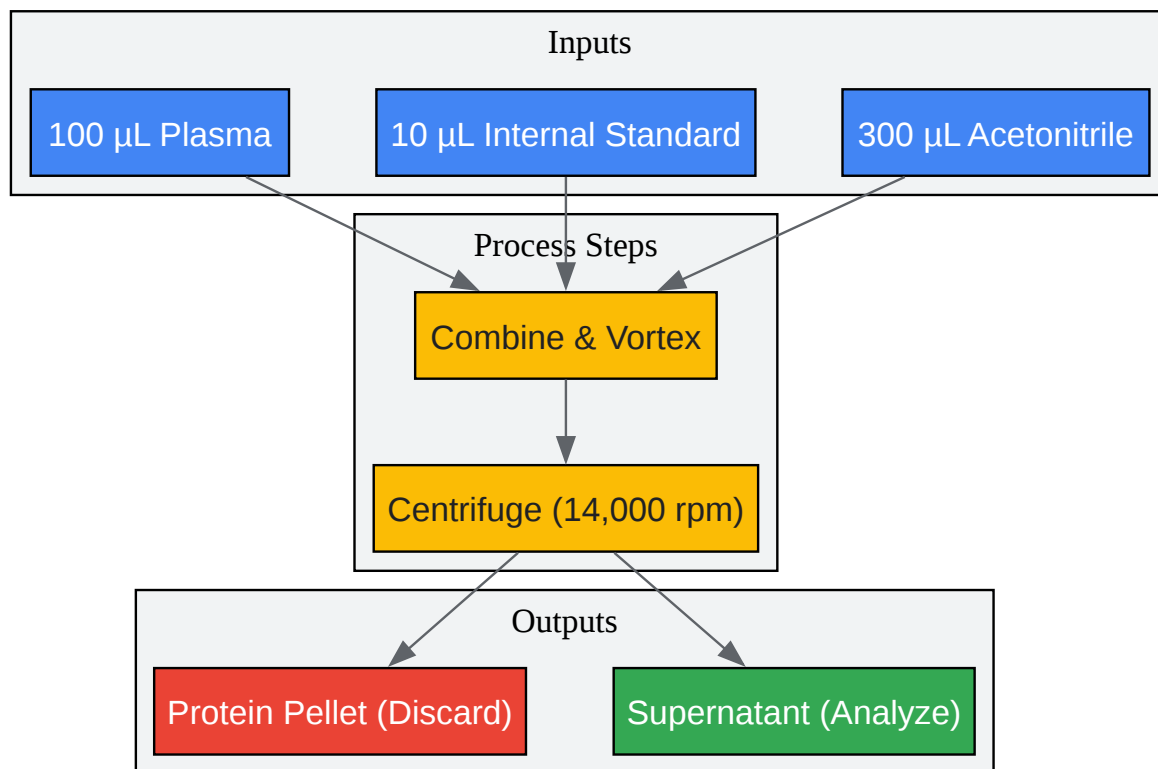 Inputs
100 µL Plasma
10 µL Internal Standard
300 µL Acetonitrile
Process Steps
Combine & Vortex
Centrifuge (14,000 rpm)
Outputs
Protein Pellet (Discard)
Supernatant (Analyze)